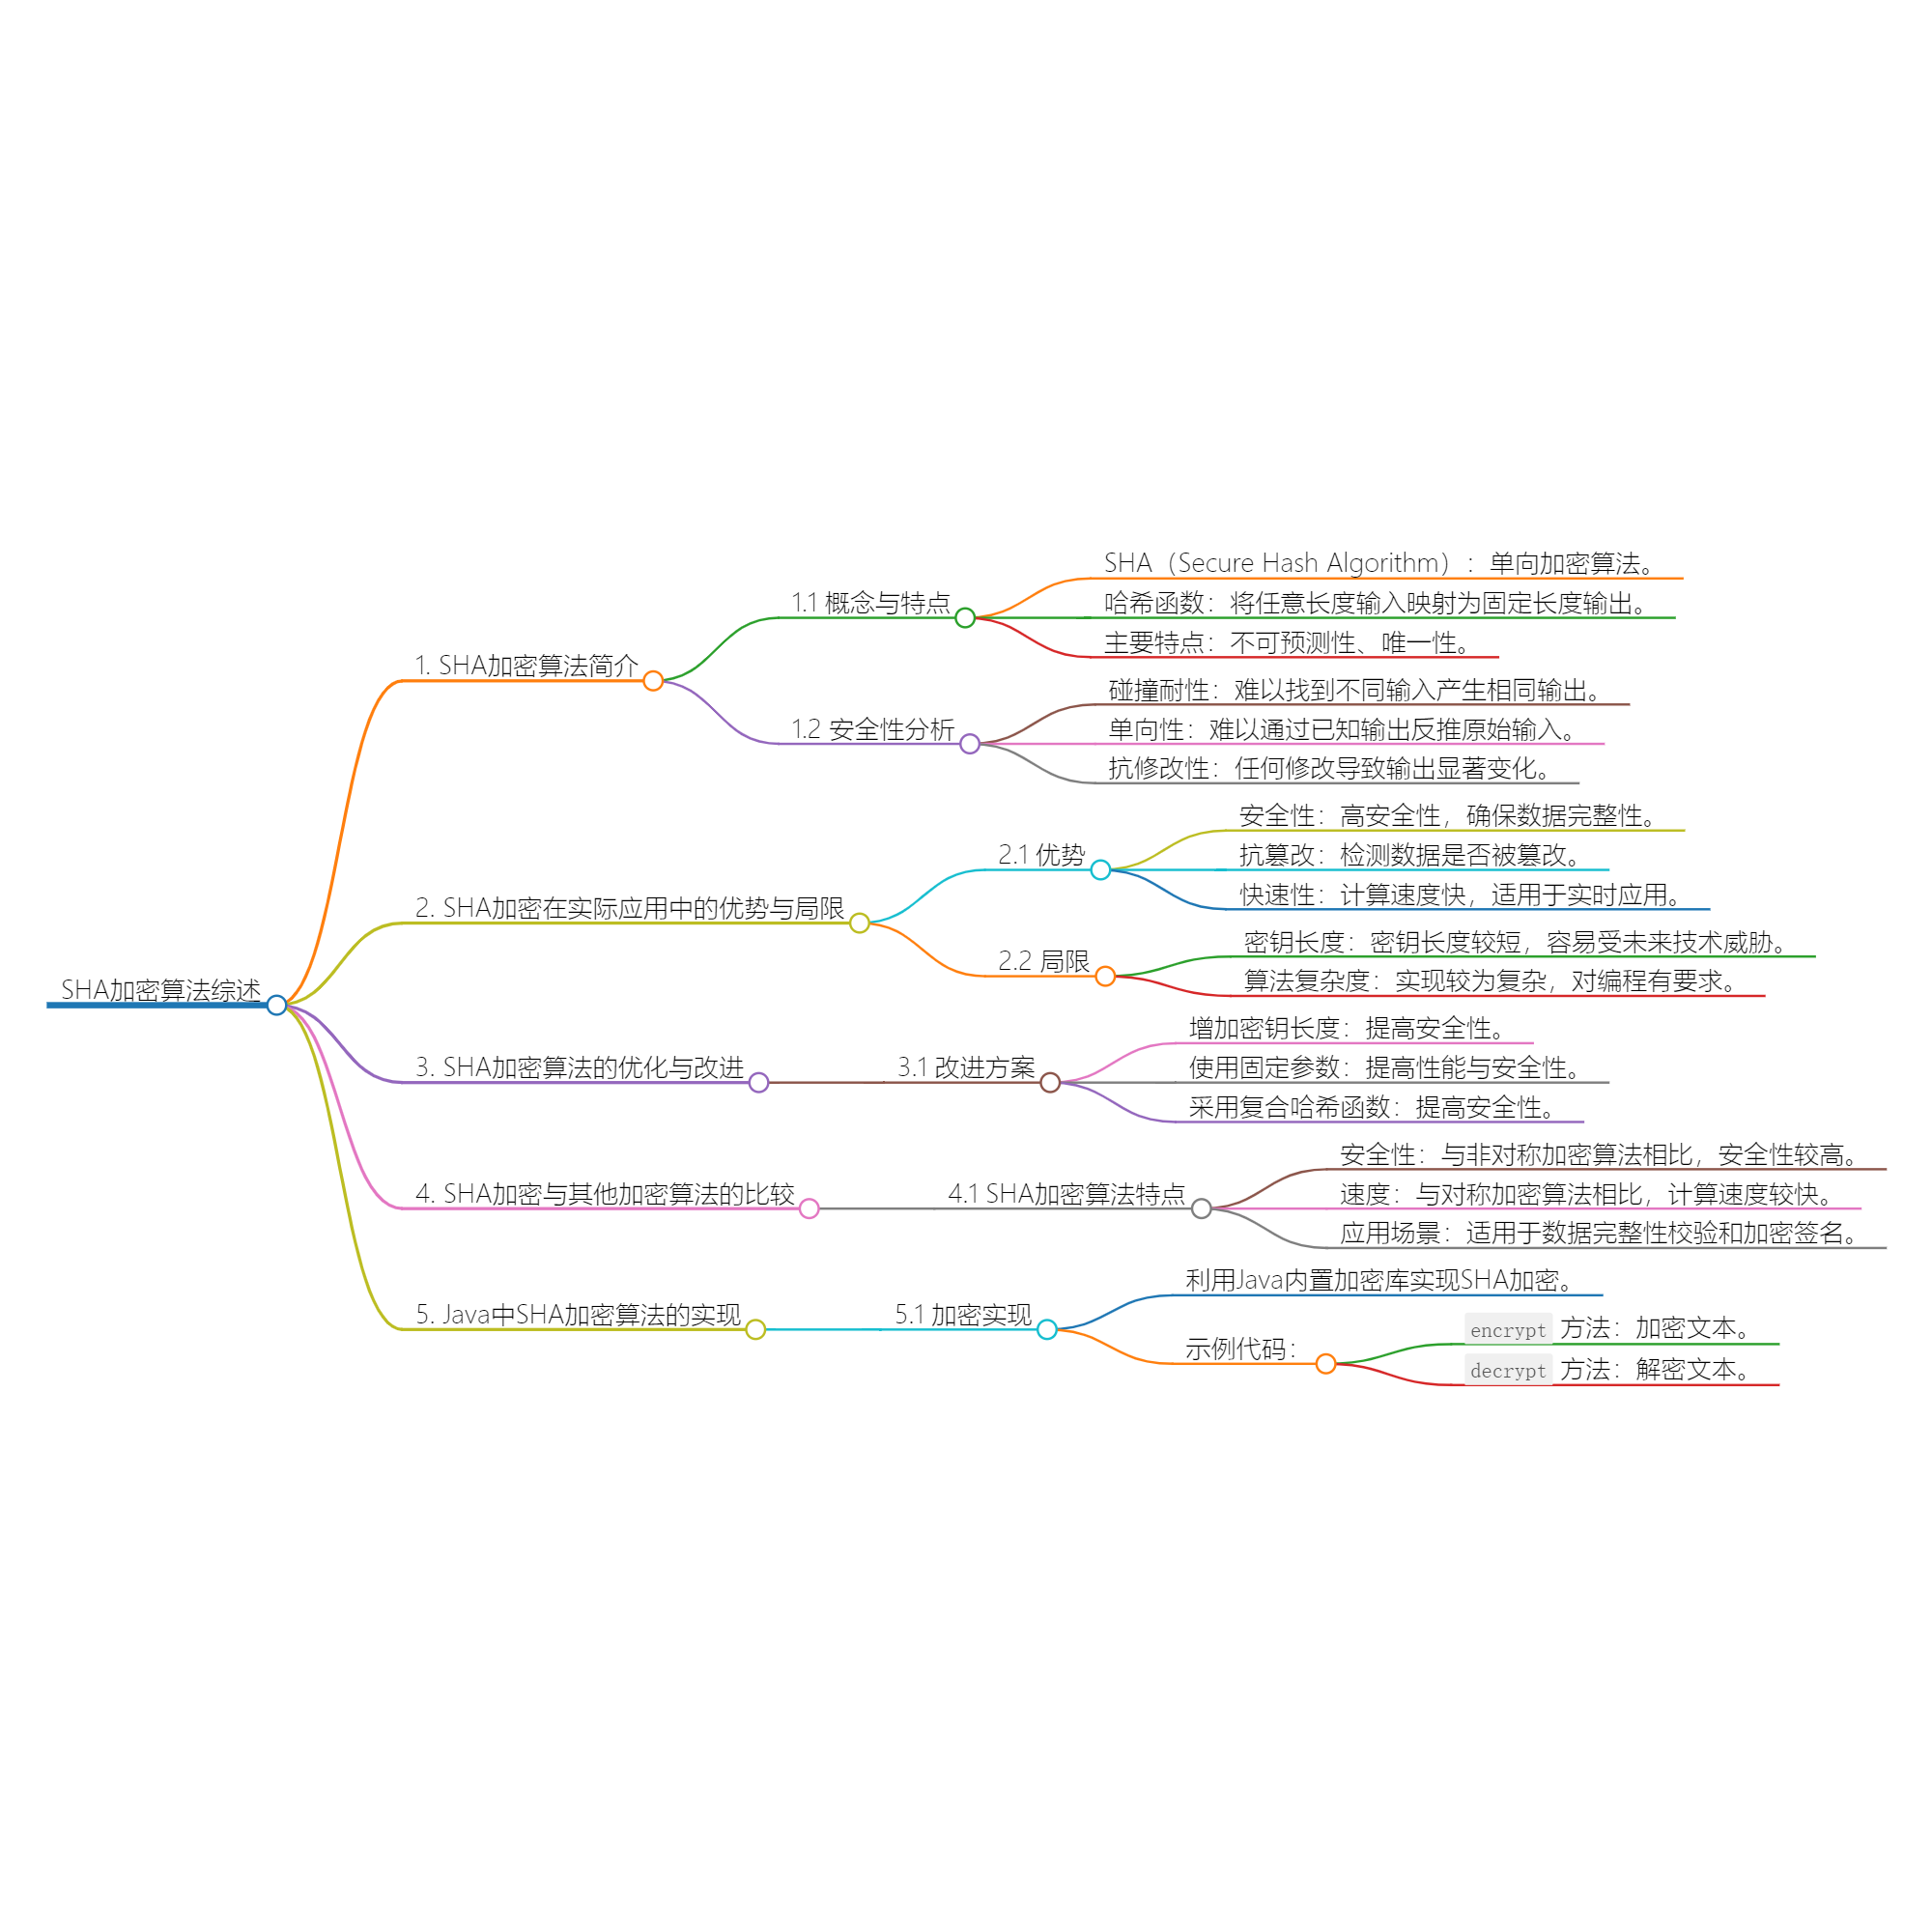 SHA加密算法综述
1. SHA加密算法简介
1.1 概念与特点
SHA（Secure Hash Algorithm）：单向加密算法。
哈希函数：将任意长度输入映射为固定长度输出。
主要特点：不可预测性、唯一性。
1.2 安全性分析
碰撞耐性：难以找到不同输入产生相同输出。
单向性：难以通过已知输出反推原始输入。
抗修改性：任何修改导致输出显著变化。
2. SHA加密在实际应用中的优势与局限
2.1 优势
安全性：高安全性，确保数据完整性。
抗篡改：检测数据是否被篡改。
快速性：计算速度快，适用于实时应用。
2.2 局限
密钥长度：密钥长度较短，容易受未来技术威胁。
算法复杂度：实现较为复杂，对编程有要求。
3. SHA加密算法的优化与改进
3.1 改进方案
增加密钥长度：提高安全性。
使用固定参数：提高性能与安全性。
采用复合哈希函数：提高安全性。
4. SHA加密与其他加密算法的比较
4.1 SHA加密算法特点
安全性：与非对称加密算法相比，安全性较高。
速度：与对称加密算法相比，计算速度较快。
应用场景：适用于数据完整性校验和加密签名。
5. Java中SHA加密算法的实现
5.1 加密实现
利用Java内置加密库实现SHA加密。
示例代码：
encrypt 方法：加密文本。
decrypt 方法：解密文本。